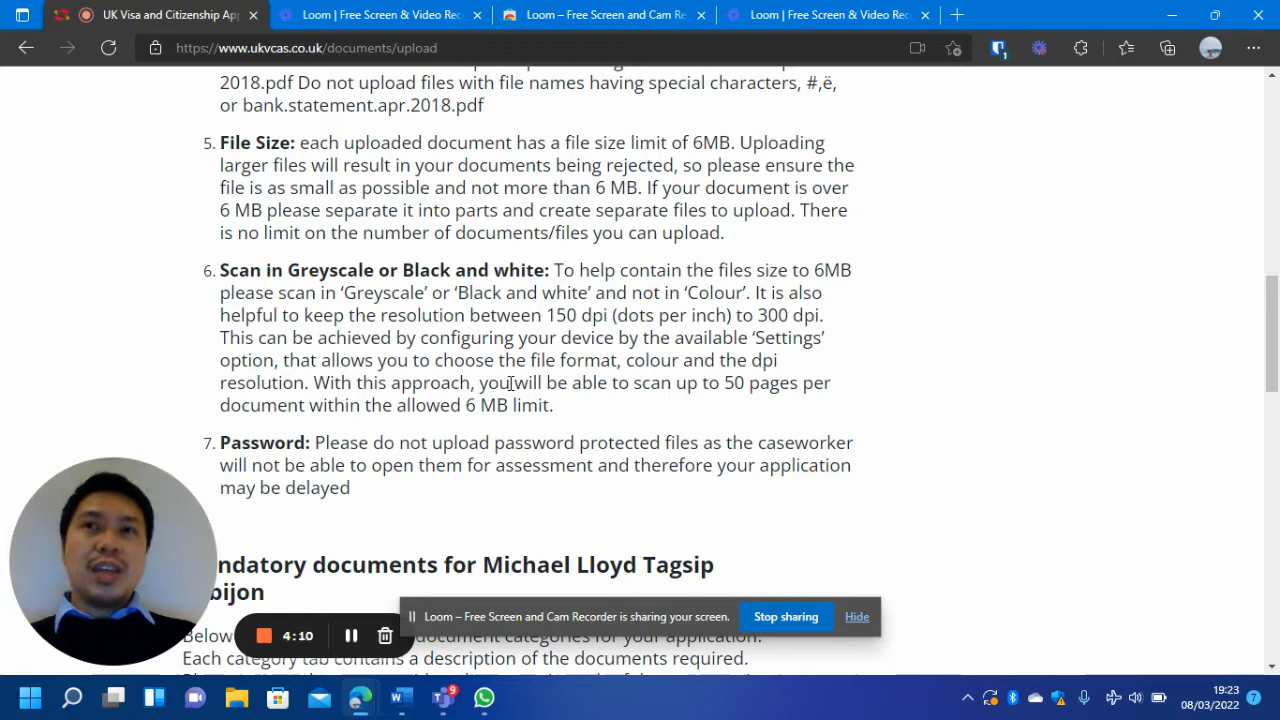 UK Visa and Citizenship App
Loom | Free Screen & Video Rec
Loom – Free Screen and Cam Re
Loom | Free Screen & Video Rec
https://www.ukvcas.co.uk/documents/upload
2018.pdf Do not upload files with file names having special characters, #,ë,
or bank.statement.apr.2018.pdf
5. File Size: each uploaded document has a file size limit of 6MB. Uploading
larger files will result in your documents being rejected, so please ensure the
file is as small as possible and not more than 6 MB. If your document is over
6 MB please separate it into parts and create separate files to upload. There
is no limit on the number of documents/files you can upload.
6. Scan in Greyscale or Black and white: To help contain the files size to 6MB
please scan in ‘Greyscale’ or ‘Black and white’ and not in ‘Colour’. It is also
helpful to keep the resolution between 150 dpi (dots per inch) to 300 dpi.
This can be achieved by configuring your device by the available ‘Settings’
option, that allows you to choose the file format, colour and the dpi
resolution. With this approach, you will be able to scan up to 50 pages per
document within the allowed 6 MB limit.
7. Password: Please do not upload password protected files as the caseworker
will not be able to open them for assessment and therefore your application
may be delayed
ndatory documents for Michael Lloyd Tagsip
bijon
Loom – Free Screen and Cam Recorder is sharing your screen.
Stop sharing
Hide
4:10
Below
document categories for your application.
Each category tab contains a description of the documents required.
9
19:23
08/03/2022
7